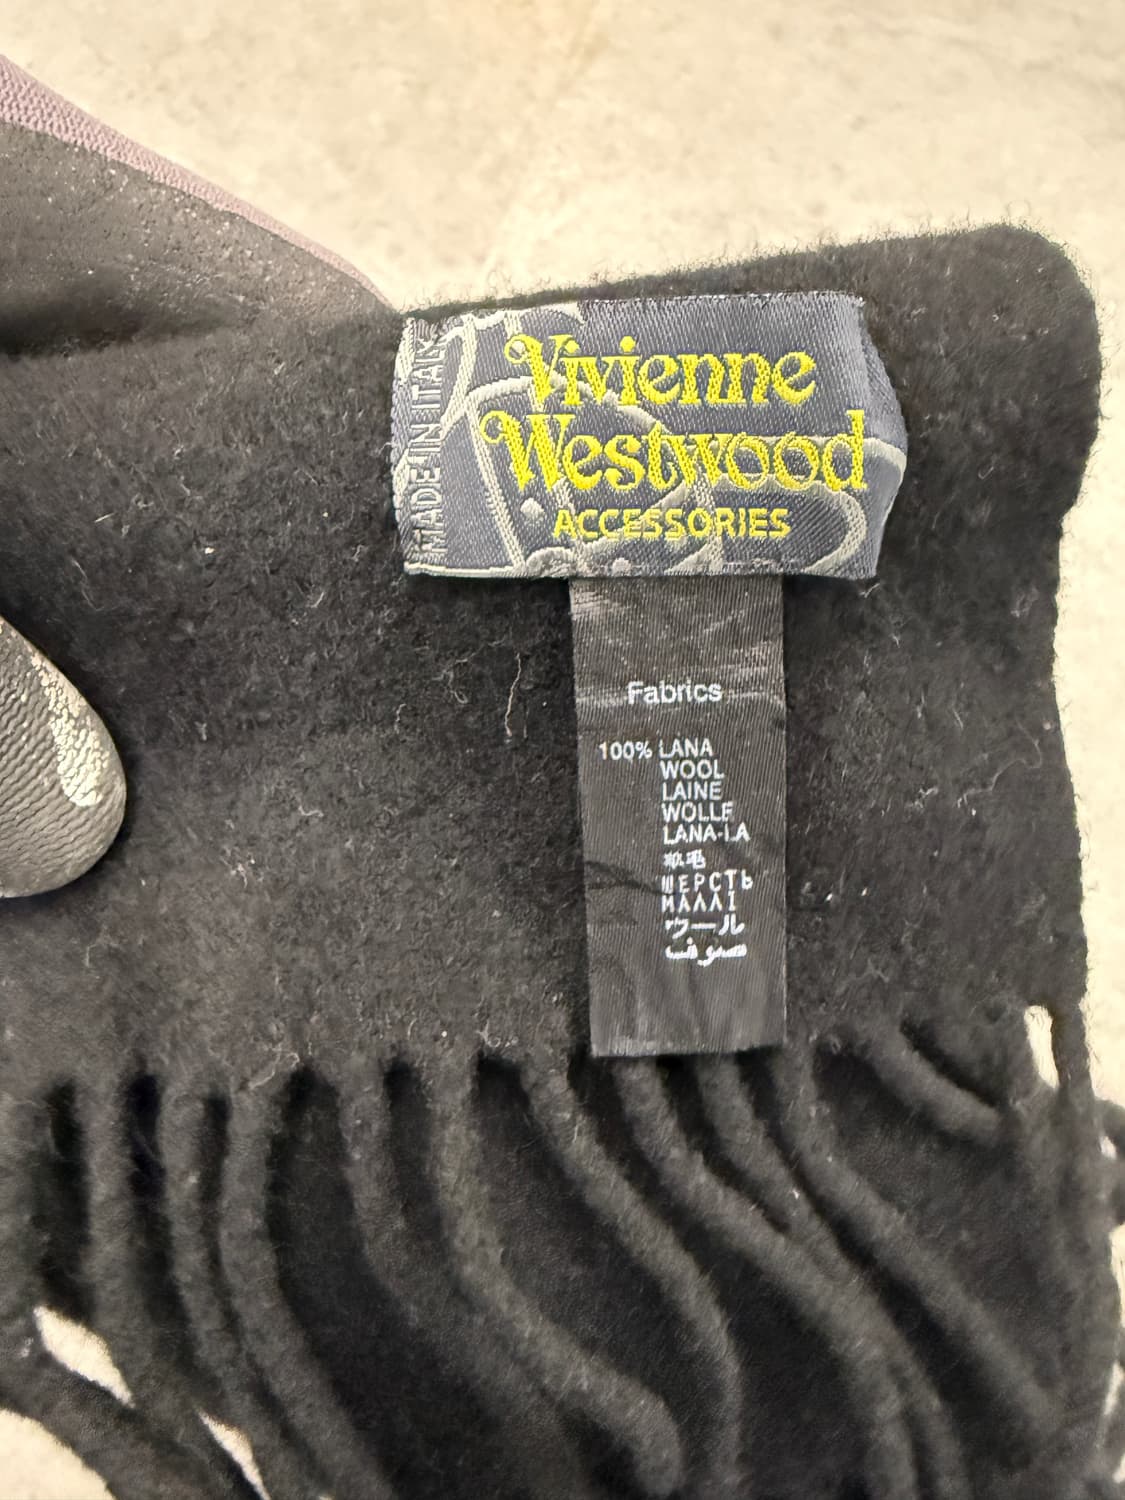 MADE IN ITALY
Vivienne
Westwood
ACCESSORIES
Fabrics
100% LANA
WOOL
LAINE
WOLLE
LANA-LA
羊毛
ШЕРСТЬ
ΜΑΛΛΙ
ウール
صوف